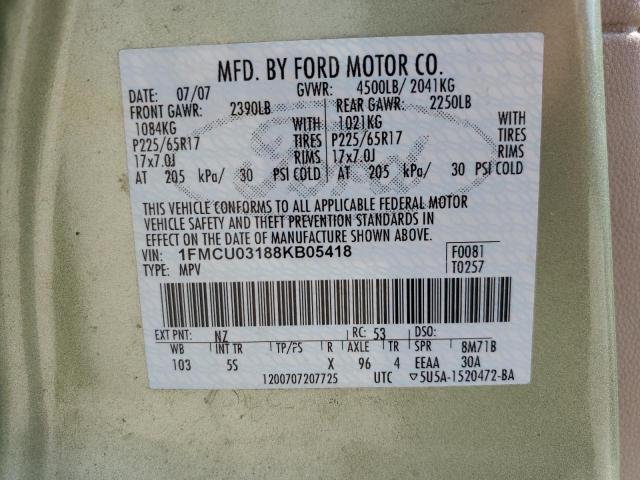 MFD. BY FORD MOTOR CO.
DATE: 07/07 GVWR: 4500LB/ 2041KG
FRONT GAWR: 2390LB REAR GAWR: 2250LB
1084KG WITH 1021KG WITH
P225/65R17 TIRES P225/65R17 TIRES
17x7.0J RIMS 17x7.0J RIMS
AT 205 kPa/ 30 PSI COLD AT 205 kPa/ 30 PSI COLD
Ford
THIS VEHICLE CONFORMS TO ALL APPLICABLE FEDERAL MOTOR
VEHICLE SAFETY AND THEFT PREVENTION STANDARDS IN
EFFECT ON THE DATE OF MANUFACTURE SHOWN ABOVE.
VIN: 1FMCU03188KB05418 F0081
TYPE: MPV T0257
EXT PNT: NZ RC: 53 DSO:
WB INT TR TP/PS R AXLE TR SPR 8M71B
103 5S X 96 4 EEAA 30A
1200707207725 UTC ▽5U5A-1520472-BA